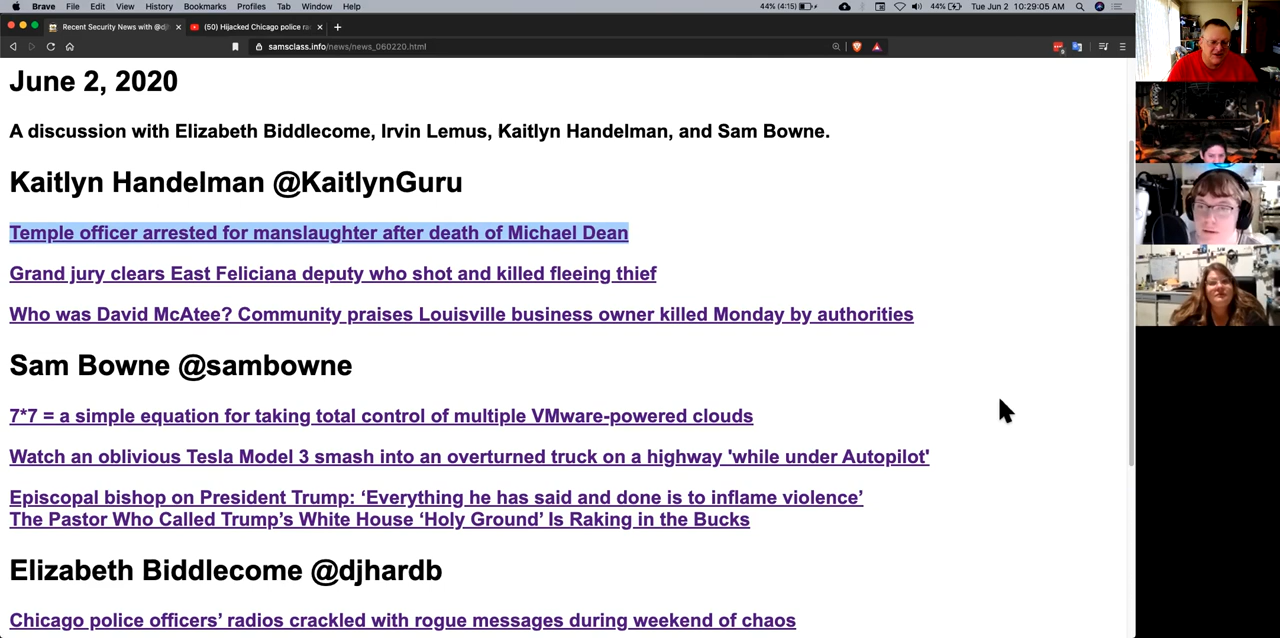 Brave File Edit View History Bookmarks Profiles Tab Window Help 44% (4:15) 44% Tue Jun 2 10:29:05 AM
Recent Security News with @dj (50) Hijacked Chicago police ra
samsclass.info/news/news_060220.html
June 2, 2020
A discussion with Elizabeth Biddlecome, Irvin Lemus, Kaitlyn Handelman, and Sam Bowne.
Kaitlyn Handelman @KaitlynGuru
Temple officer arrested for manslaughter after death of Michael Dean
Grand jury clears East Feliciana deputy who shot and killed fleeing thief
Who was David McAtee? Community praises Louisville business owner killed Monday by authorities
Sam Bowne @sambowne
7*7 = a simple equation for taking total control of multiple VMware-powered clouds
Watch an oblivious Tesla Model 3 smash into an overturned truck on a highway 'while under Autopilot'
Episcopal bishop on President Trump: ‘Everything he has said and done is to inflame violence’
The Pastor Who Called Trump’s White House ‘Holy Ground’ Is Raking in the Bucks
Elizabeth Biddlecome @djhardb
Chicago police officers’ radios crackled with rogue messages during weekend of chaos